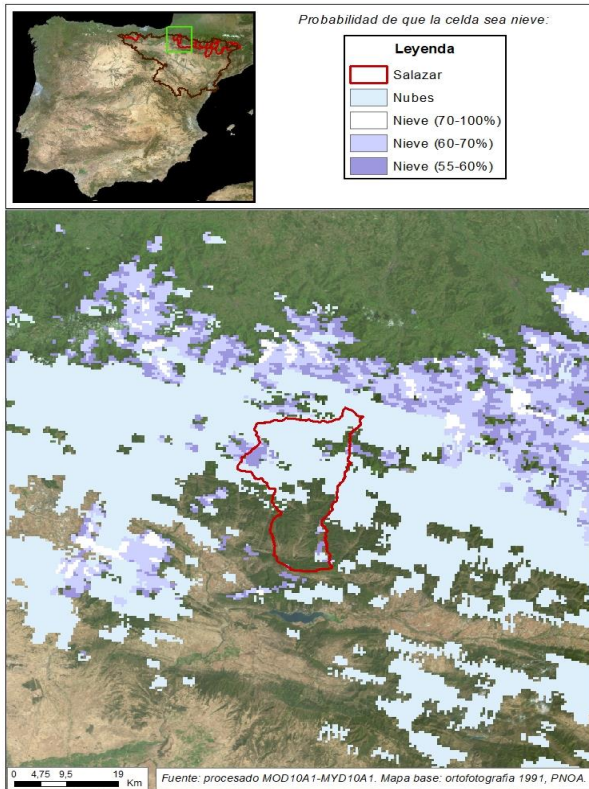 Probabilidad de que la celda sea nieve:
Leyenda
Salazar
Nubes
Nieve (70-100%)
Nieve (60-70%)
Nieve (55-60%)
0 4,75 9,5 19
Km
Fuente: procesado MOD10A1-MYD10A1. Mapa base: ortofotografia 1991, PNOA.